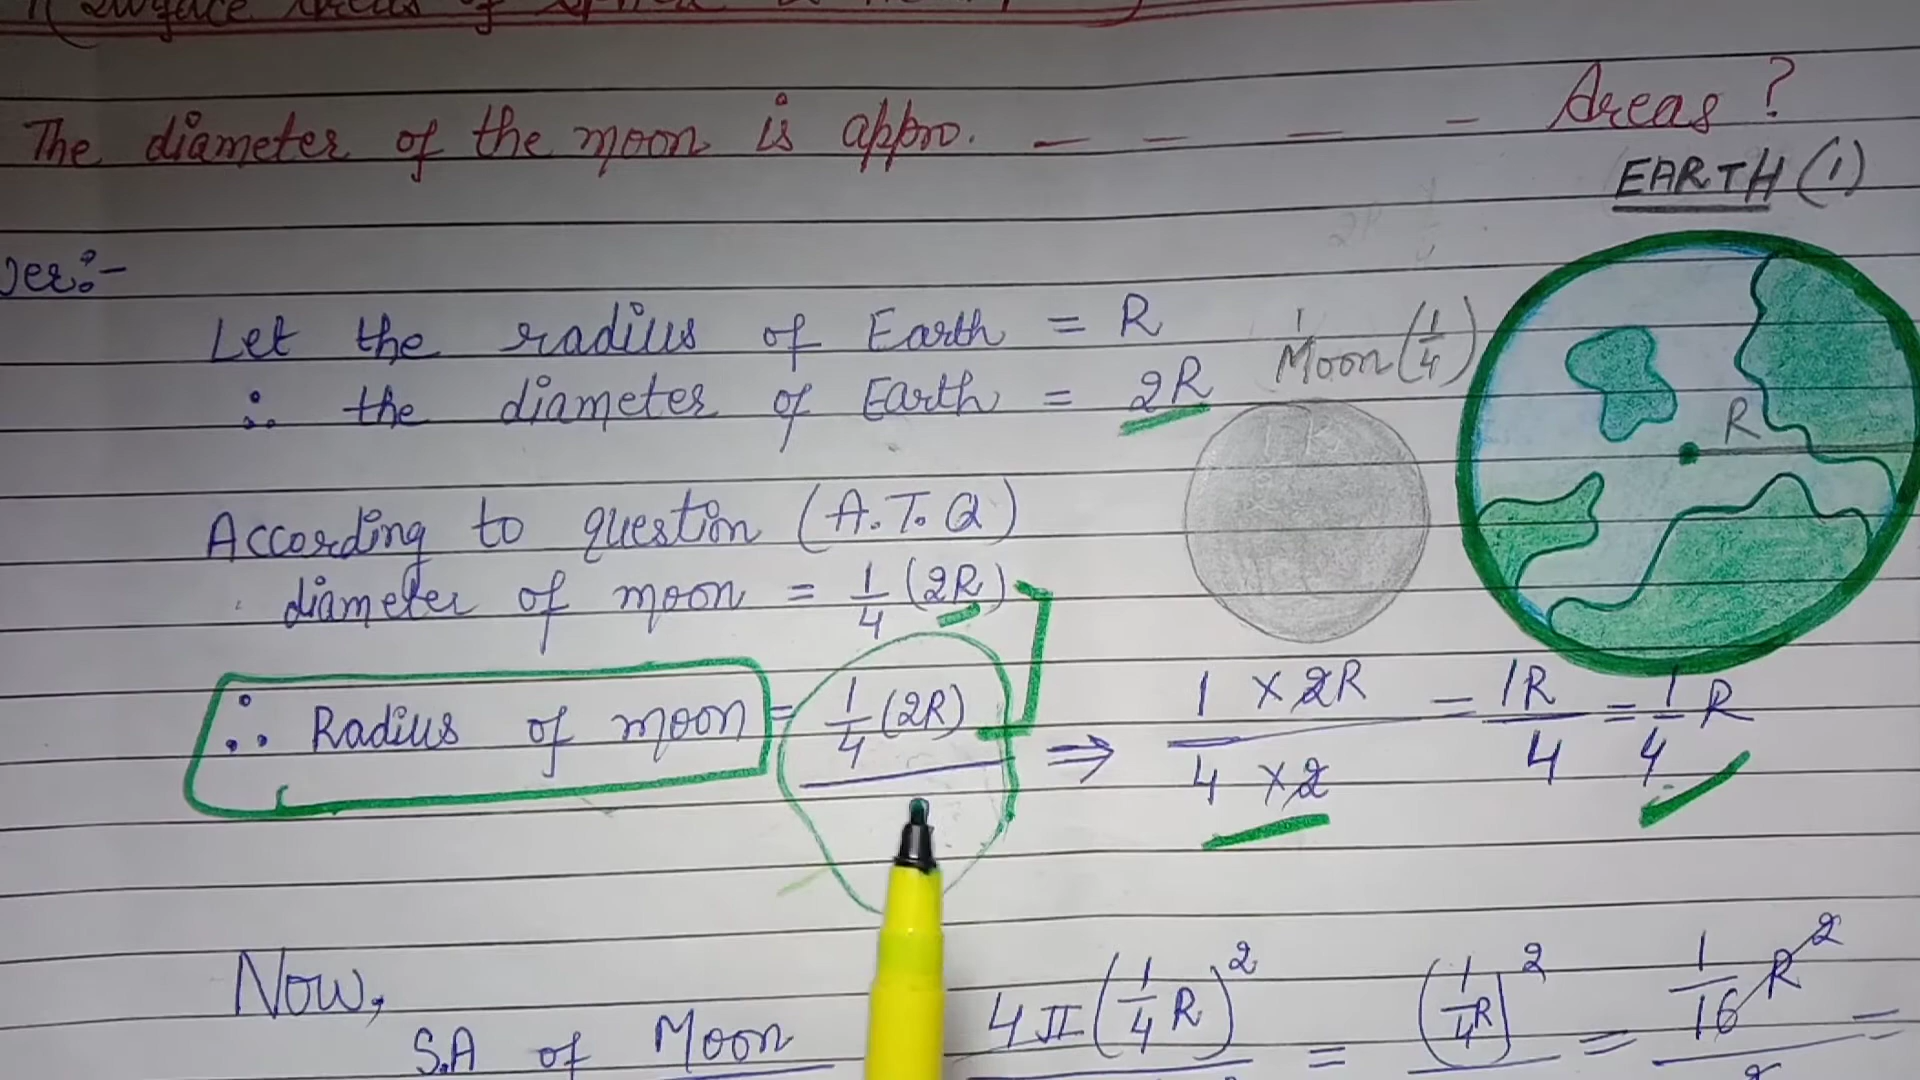 (Surface Areas of
The diameter of the moon is appro. — — — - Areas?
EARTH (1)
Let the radius of Earth = R
Moon (1/4)
∴ the diameter of Earth = 2R
R
According to question (A.T.Q)
diameter of moon = 1/4 (2R)
∴ Radius of moon = 1/4 (2R) ⇒ 1 × 2R / 4 × 2 = 1R / 4 = 1/4 R
Now,
S.A of Moon 4π (1/4 R)² = (1/4 R)² = 1/16 R² =